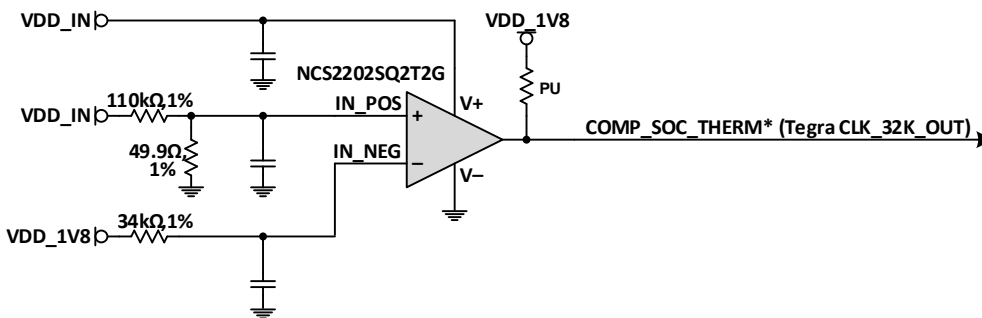 VDD_IN
VDD_1V8
NCS2202SQ2T2G
PU
V+
110kΩ,1%
IN_POS
VDD_IN
+
COMP_SOC_THERM* (Tegra CLK_32K_OUT)
49.9Ω,
1%
IN_NEG
–
V–
34kΩ,1%
VDD_1V8